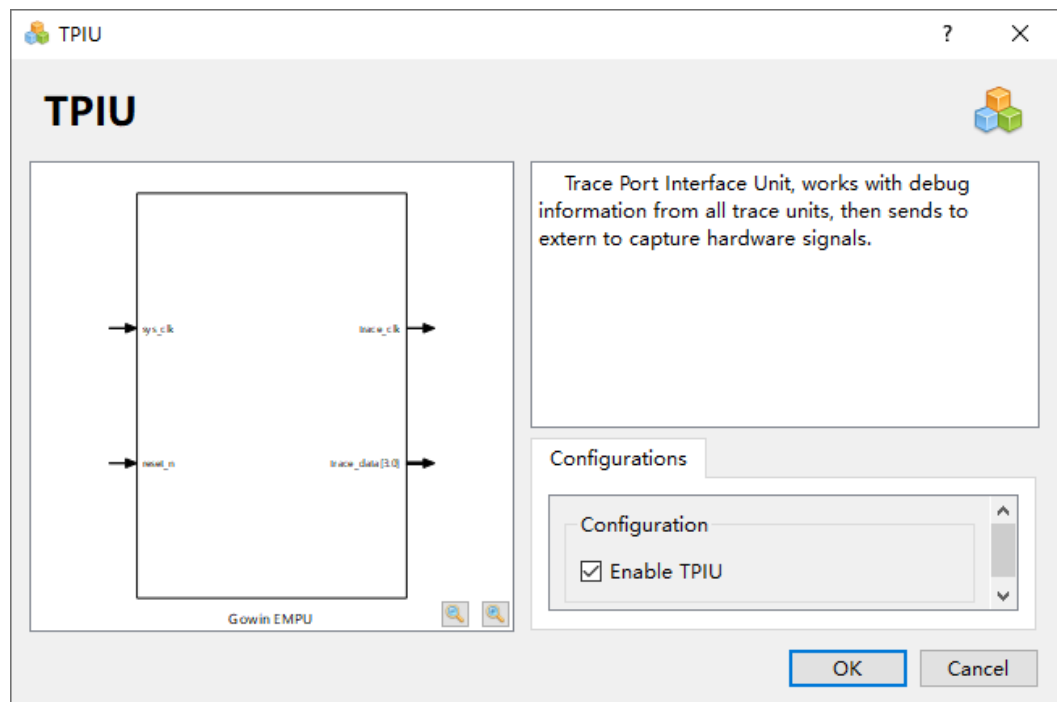 TPIU
?
TPIU
Trace Port Interface Unit, works with debug
information from all trace units, then sends to
extern to capture hardware signals.
sys_clk
trace_clk
reset_n
trace_data[3:0]
Gowin EMPU
Configurations
Configuration
Enable TPIU
OK
Cancel